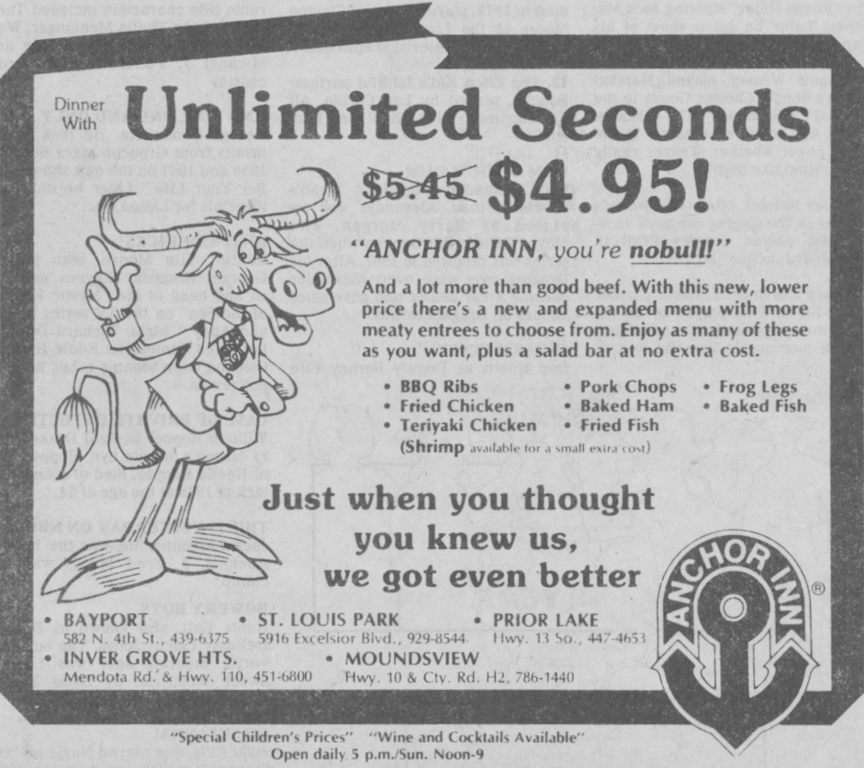 Dinner
With
Unlimited Seconds
$5.45 $4.95!
"ANCHOR INN, you're nobull!"
And a lot more than good beef. With this new, lower
price there's a new and expanded menu with more
meaty entrees to choose from. Enjoy as many of these
as you want, plus a salad bar at no extra cost.
• BBQ Ribs • Pork Chops • Frog Legs
• Fried Chicken • Baked Ham • Baked Fish
• Teriyaki Chicken • Fried Fish
(Shrimp available for a small extra cost)
Just when you thought
you knew us,
we got even better
ANCHOR INN ®
• BAYPORT • ST. LOUIS PARK • PRIOR LAKE
582 N. 4th St., 439-6375 5916 Excelsior Blvd., 929-8544 Hwy. 13 So., 447-4653
• INVER GROVE HTS. • MOUNDSVIEW
Mendota Rd. & Hwy. 110, 451-6800 Hwy. 10 & Cty. Rd. H2, 786-1440
"Special Children's Prices" "Wine and Cocktails Available"
Open daily 5 p.m./Sun. Noon-9